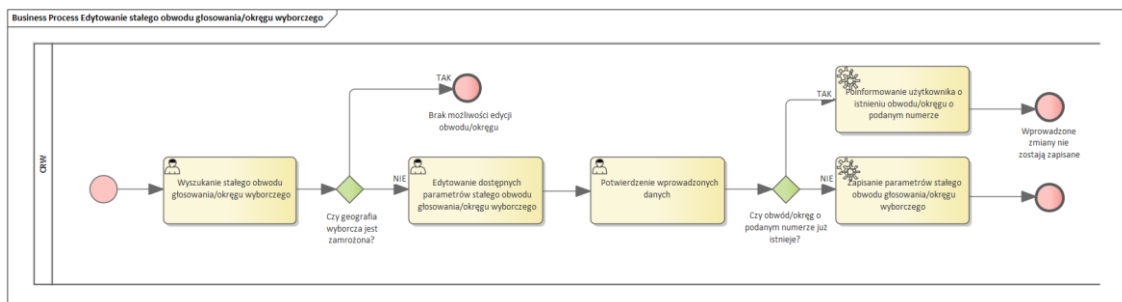 Business Process Edytowanie stałego obwodu głosowania/okręgu wyborczego
CRW
TAK
Brak możliwości edycji
obwodu/okręgu
Wyszukanie stałego obwodu
głosowania/okręgu wyborczego
Czy geografia
wyborcza jest
zamrożona?
NIE
Edytowanie dostępnych
parametrów stałego obwodu
głosowania/okręgu wyborczego
Potwierdzenie wprowadzonych
danych
Czy obwód/okręg o
podanym numerze już
istnieje?
TAK
Poinformowanie użytkownika o
istnieniu obwodu/okręgu o
podanym numerze
Wprowadzone
zmiany nie
zostają zapisane
NIE
Zapisanie parametrów stałego
obwodu głosowania/okręgu
wyborczego